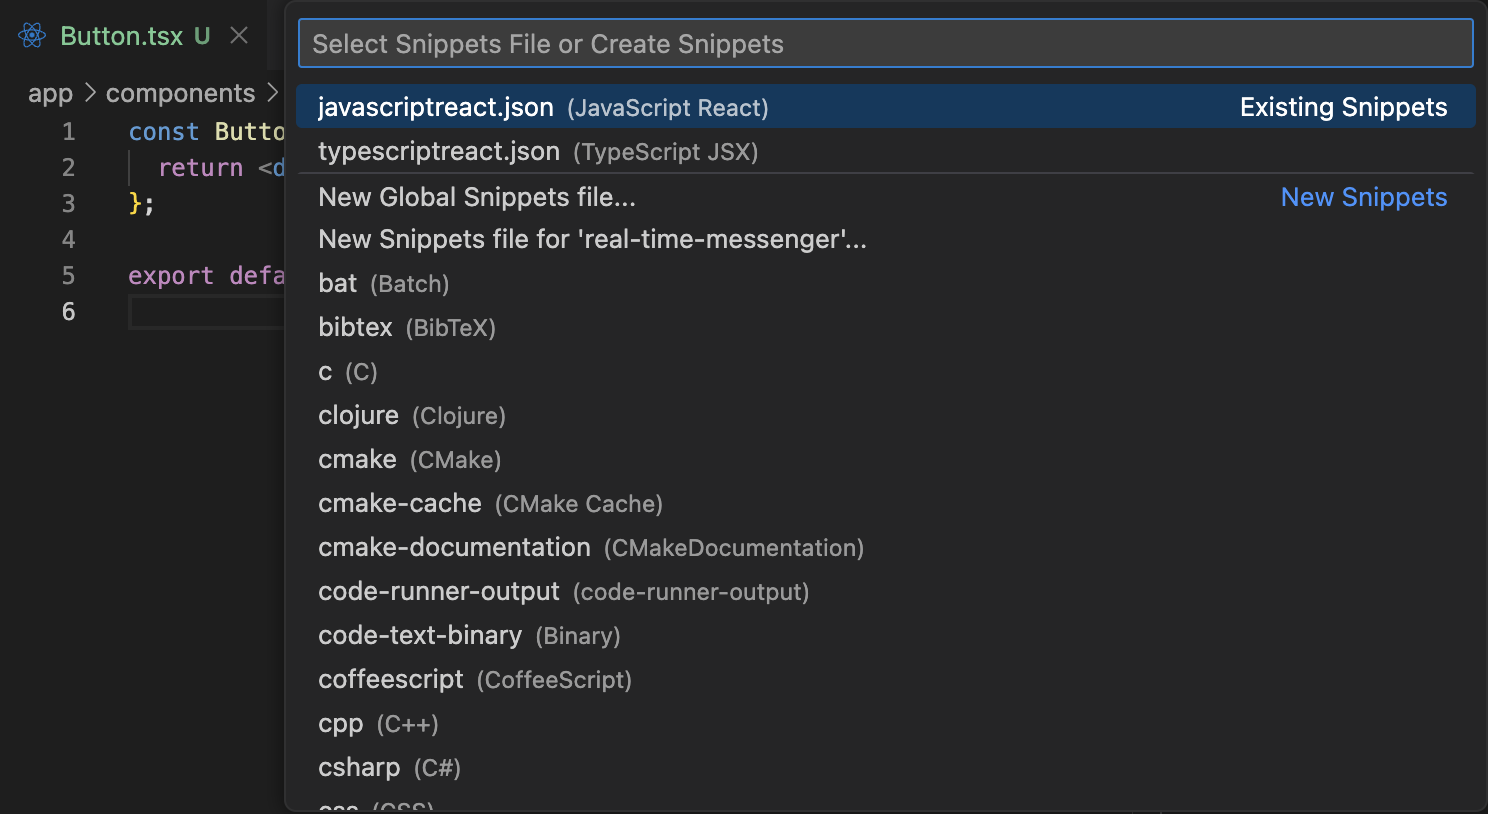 Button.tsx U
Select Snippets File or Create Snippets
app > components >
javascriptreact.json (JavaScript React) Existing Snippets
typescriptreact.json (TypeScript JSX)
New Global Snippets file... New Snippets
New Snippets file for 'real-time-messenger'...
bat (Batch)
bibtex (BibTeX)
c (C)
clojure (Clojure)
cmake (CMake)
cmake-cache (CMake Cache)
cmake-documentation (CMakeDocumentation)
code-runner-output (code-runner-output)
code-text-binary (Binary)
coffeescript (CoffeeScript)
cpp (C++)
csharp (C#)
css (CSS)
1 const Butto
2 return <d
3 };
4
5 export defa
6